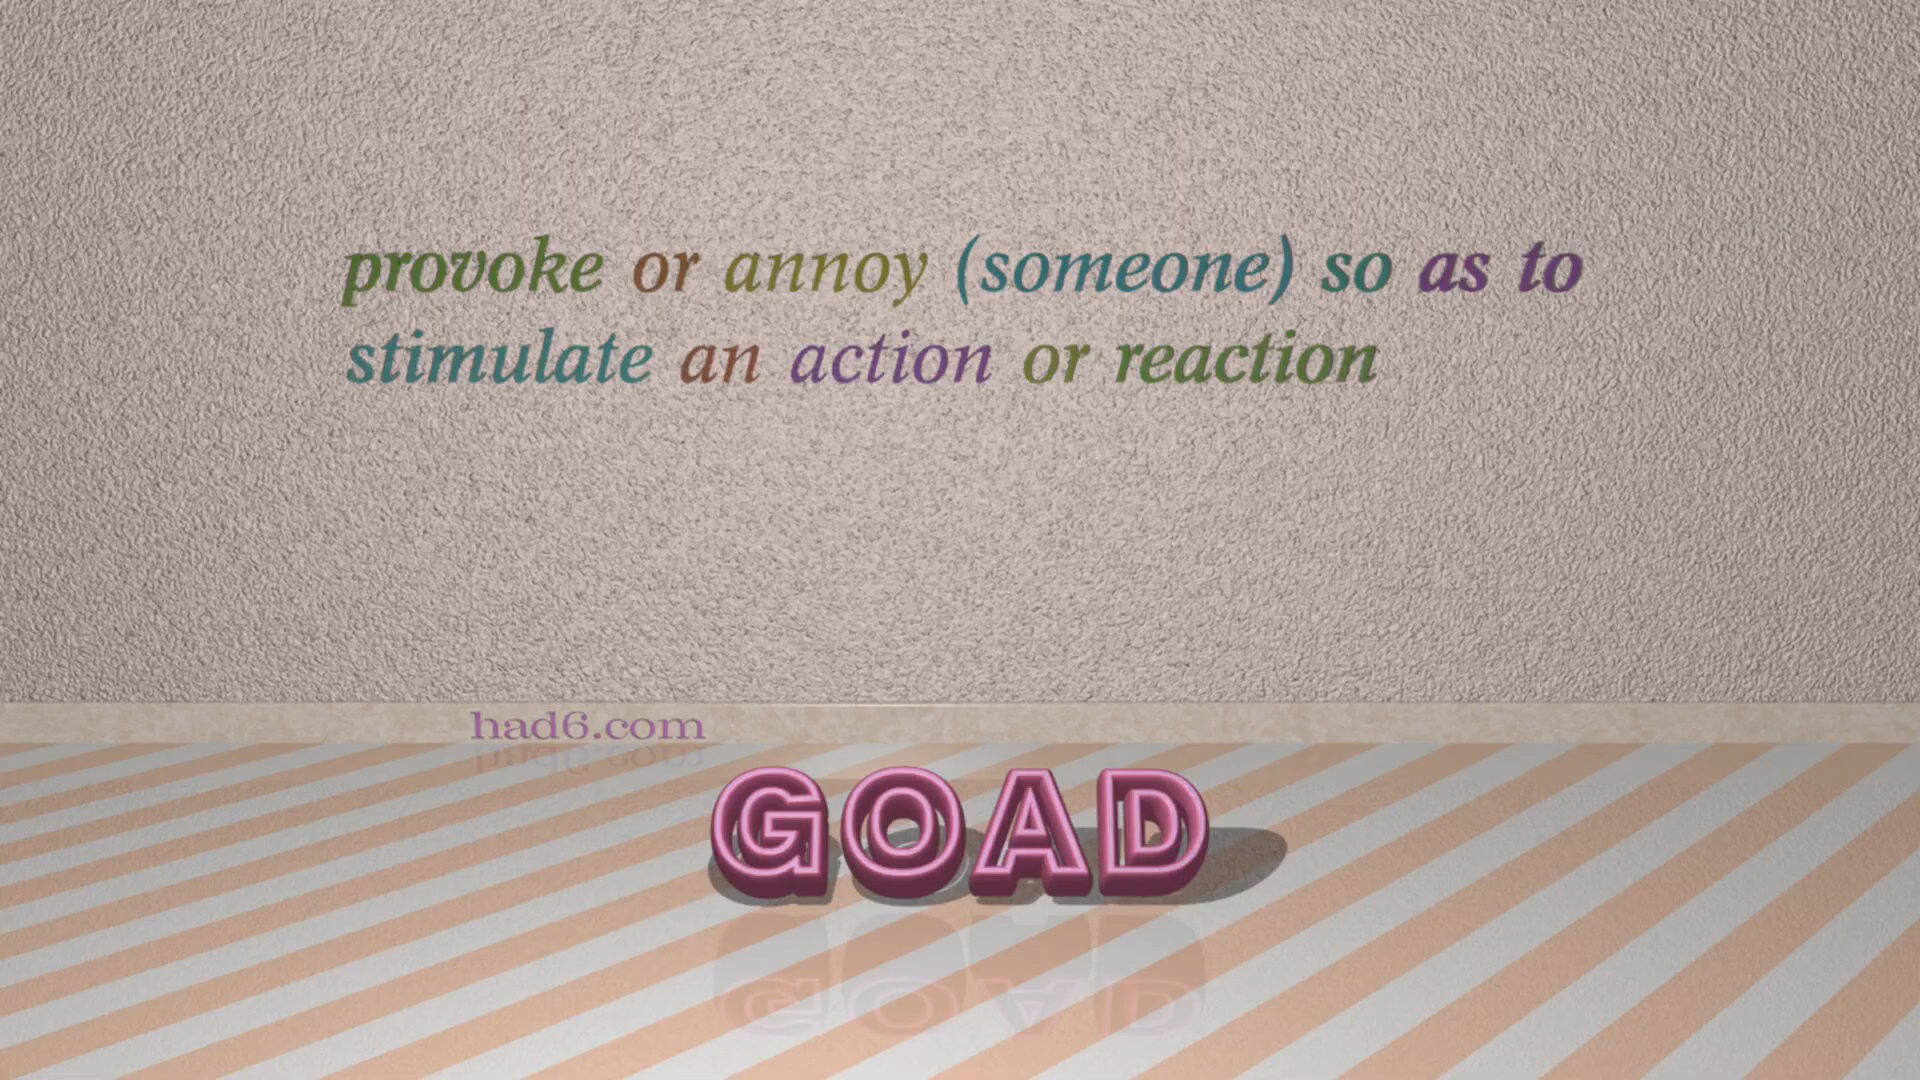 provoke or annoy (someone) so as to
stimulate an action or reaction
had6.com
GOAD